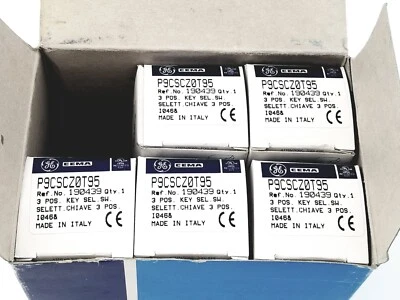 GE CEMA
P9CSCZ0T95
Ref.No. 190439 Qty.1
3 POS. KEY SEL.SW.
SELETT.CHIAVE 3 POS.
10468
MADE IN ITALY CE
GE CEMA
P9CSCZ0T95
Ref.No. 190439 Qty.1
3 POS. KEY SEL.SW.
SELETT.CHIAVE 3 POS.
10468
MADE IN ITALY CE
GE CEMA
P9CSCZ0T95
Ref.No. 190439 Qty.1
3 POS. KEY SEL.SW.
SELETT.CHIAVE 3 POS.
10468
MADE IN ITALY CE
GE CEMA
P9CSCZ0T95
Ref.No. 190439 Qty.1
3 POS. KEY SEL.SW.
SELETT.CHIAVE 3 POS.
10468
MADE IN ITALY CE
GE CEMA
P9CSCZ0T95
Ref.No. 190439 Qty.1
3 POS. KEY SEL.SW.
SELETT.CHIAVE 3 POS.
10468
MADE IN ITALY CE